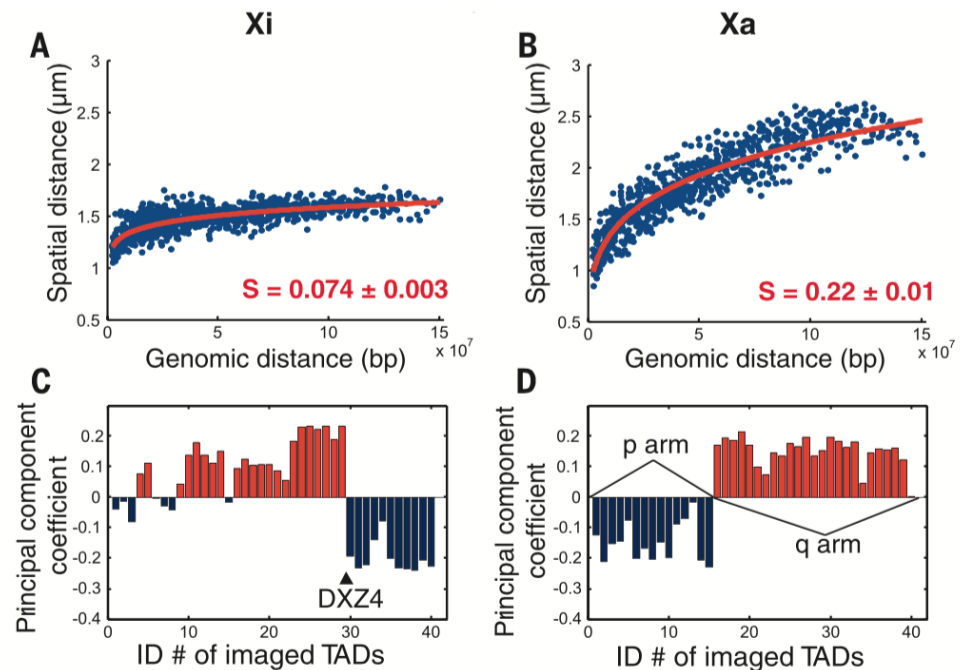 Xi
Xa
A
B
Spatial distance (μm)
3
2.5
2
1.5
1
0.5
0
5
10
15
x 10^7
S = 0.074 ± 0.003
Genomic distance (bp)
Spatial distance (μm)
3
2.5
2
1.5
1
0.5
0
5
10
15
x 10^7
S = 0.22 ± 0.01
Genomic distance (bp)
C
D
Principal component
coefficient
0.2
0.1
0
-0.1
-0.2
-0.3
-0.4
0
10
20
30
40
DXZ4
ID # of imaged TADs
Principal component
coefficient
0.2
0.1
0
-0.1
-0.2
-0.3
-0.4
0
10
20
30
40
p arm
q arm
ID # of imaged TADs